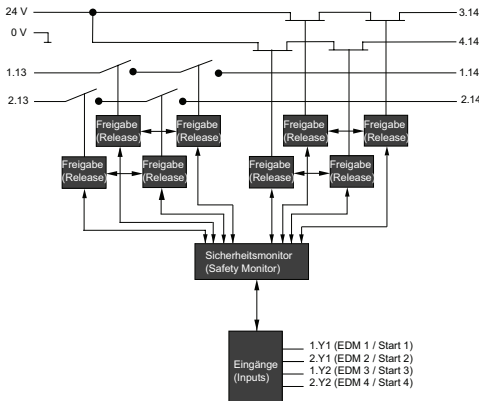 24 V
3.14
0 V
4.14
1.13
1.14
2.13
2.14
Freigabe
(Release)
Freigabe
(Release)
Freigabe
(Release)
Freigabe
(Release)
Freigabe
(Release)
Freigabe
(Release)
Freigabe
(Release)
Freigabe
(Release)
Sicherheitsmonitor
(Safety Monitor)
Eingänge
(Inputs)
1.Y1 (EDM 1 / Start 1)
2.Y1 (EDM 2 / Start 2)
1.Y2 (EDM 3 / Start 3)
2.Y2 (EDM 4 / Start 4)